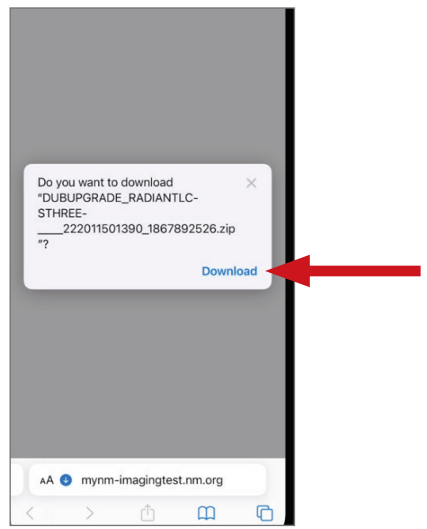 Do you want to download
"DUBUPGRADE_RADIANTLC-
STHREE-
____222011501390_1867892526.zip
"?
Download
AA mynm-imagingtest.nm.org